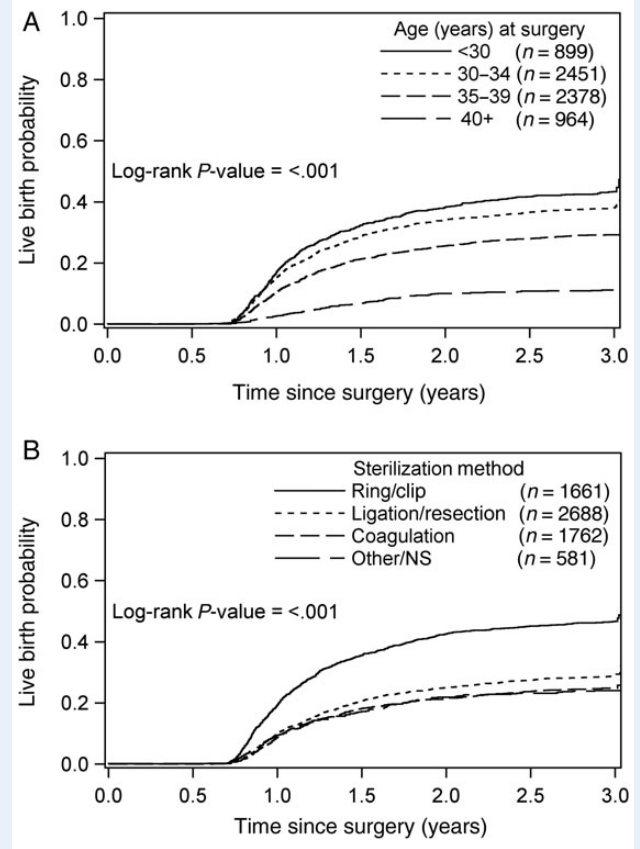 A
Age (years) at surgery
<30 (n = 899)
30–34 (n = 2451)
35–39 (n = 2378)
40+ (n = 964)
Log-rank P-value = <.001
Live birth probability
1.0
0.8
0.6
0.4
0.2
0.0
0.0 0.5 1.0 1.5 2.0 2.5 3.0
Time since surgery (years)
B
Sterilization method
Ring/clip (n = 1661)
Ligation/resection (n = 2688)
Coagulation (n = 1762)
Other/NS (n = 581)
Log-rank P-value = <.001
Live birth probability
1.0
0.8
0.6
0.4
0.2
0.0
0.0 0.5 1.0 1.5 2.0 2.5 3.0
Time since surgery (years)